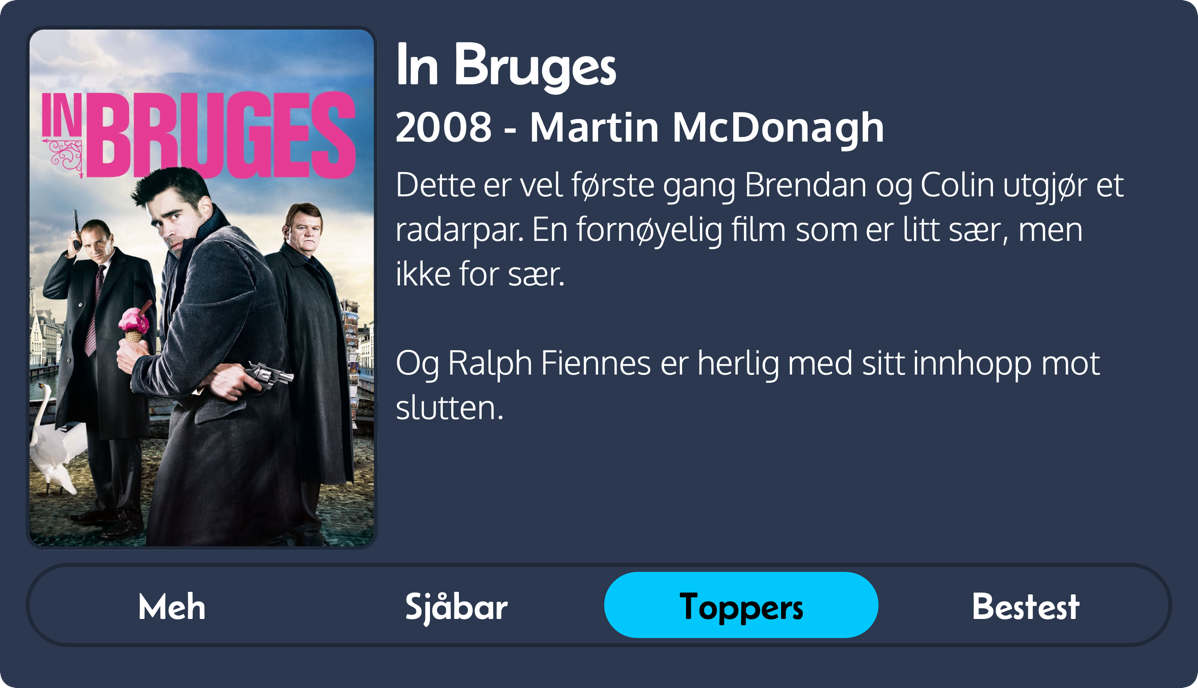 IN BRUGES
In Bruges
2008 - Martin McDonagh
Dette er vel første gang Brendan og Colin utgjør et
radarpar. En fornøyelig film som er litt sær, men
ikke for sær.
Og Ralph Fiennes er herlig med sitt innhopp mot
slutten.
Meh
Sjåbar
Toppers
Bestest